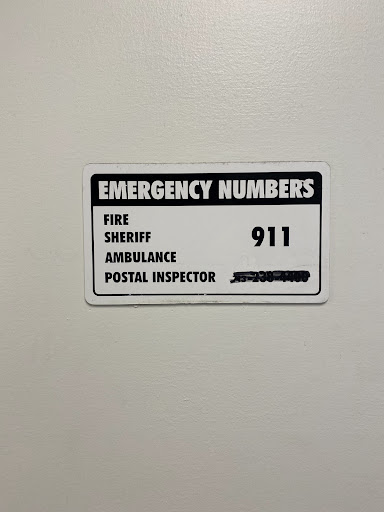 EMERGENCY NUMBERS
FIRE
SHERIFF 911
AMBULANCE
POSTAL INSPECTOR